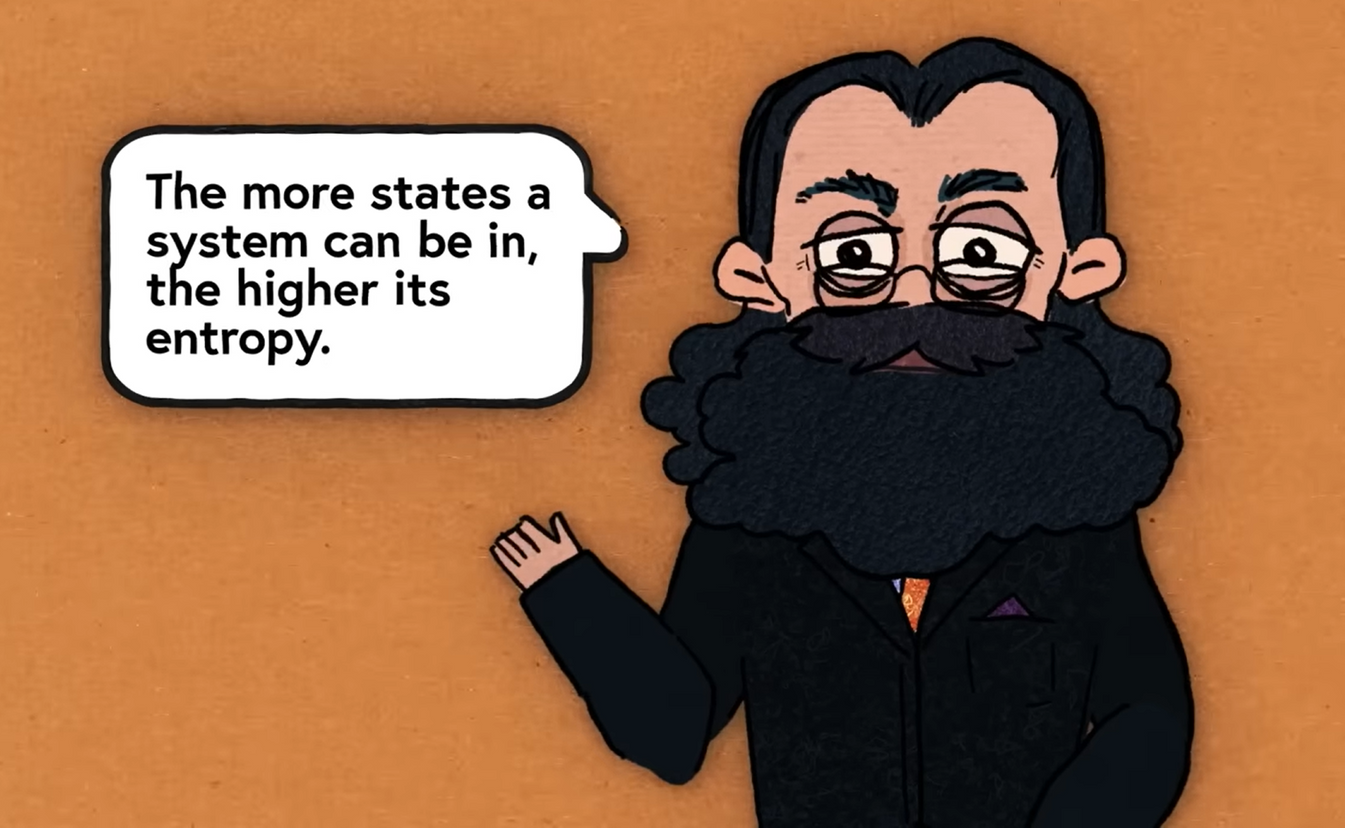 The more states a
system can be in,
the higher its
entropy.